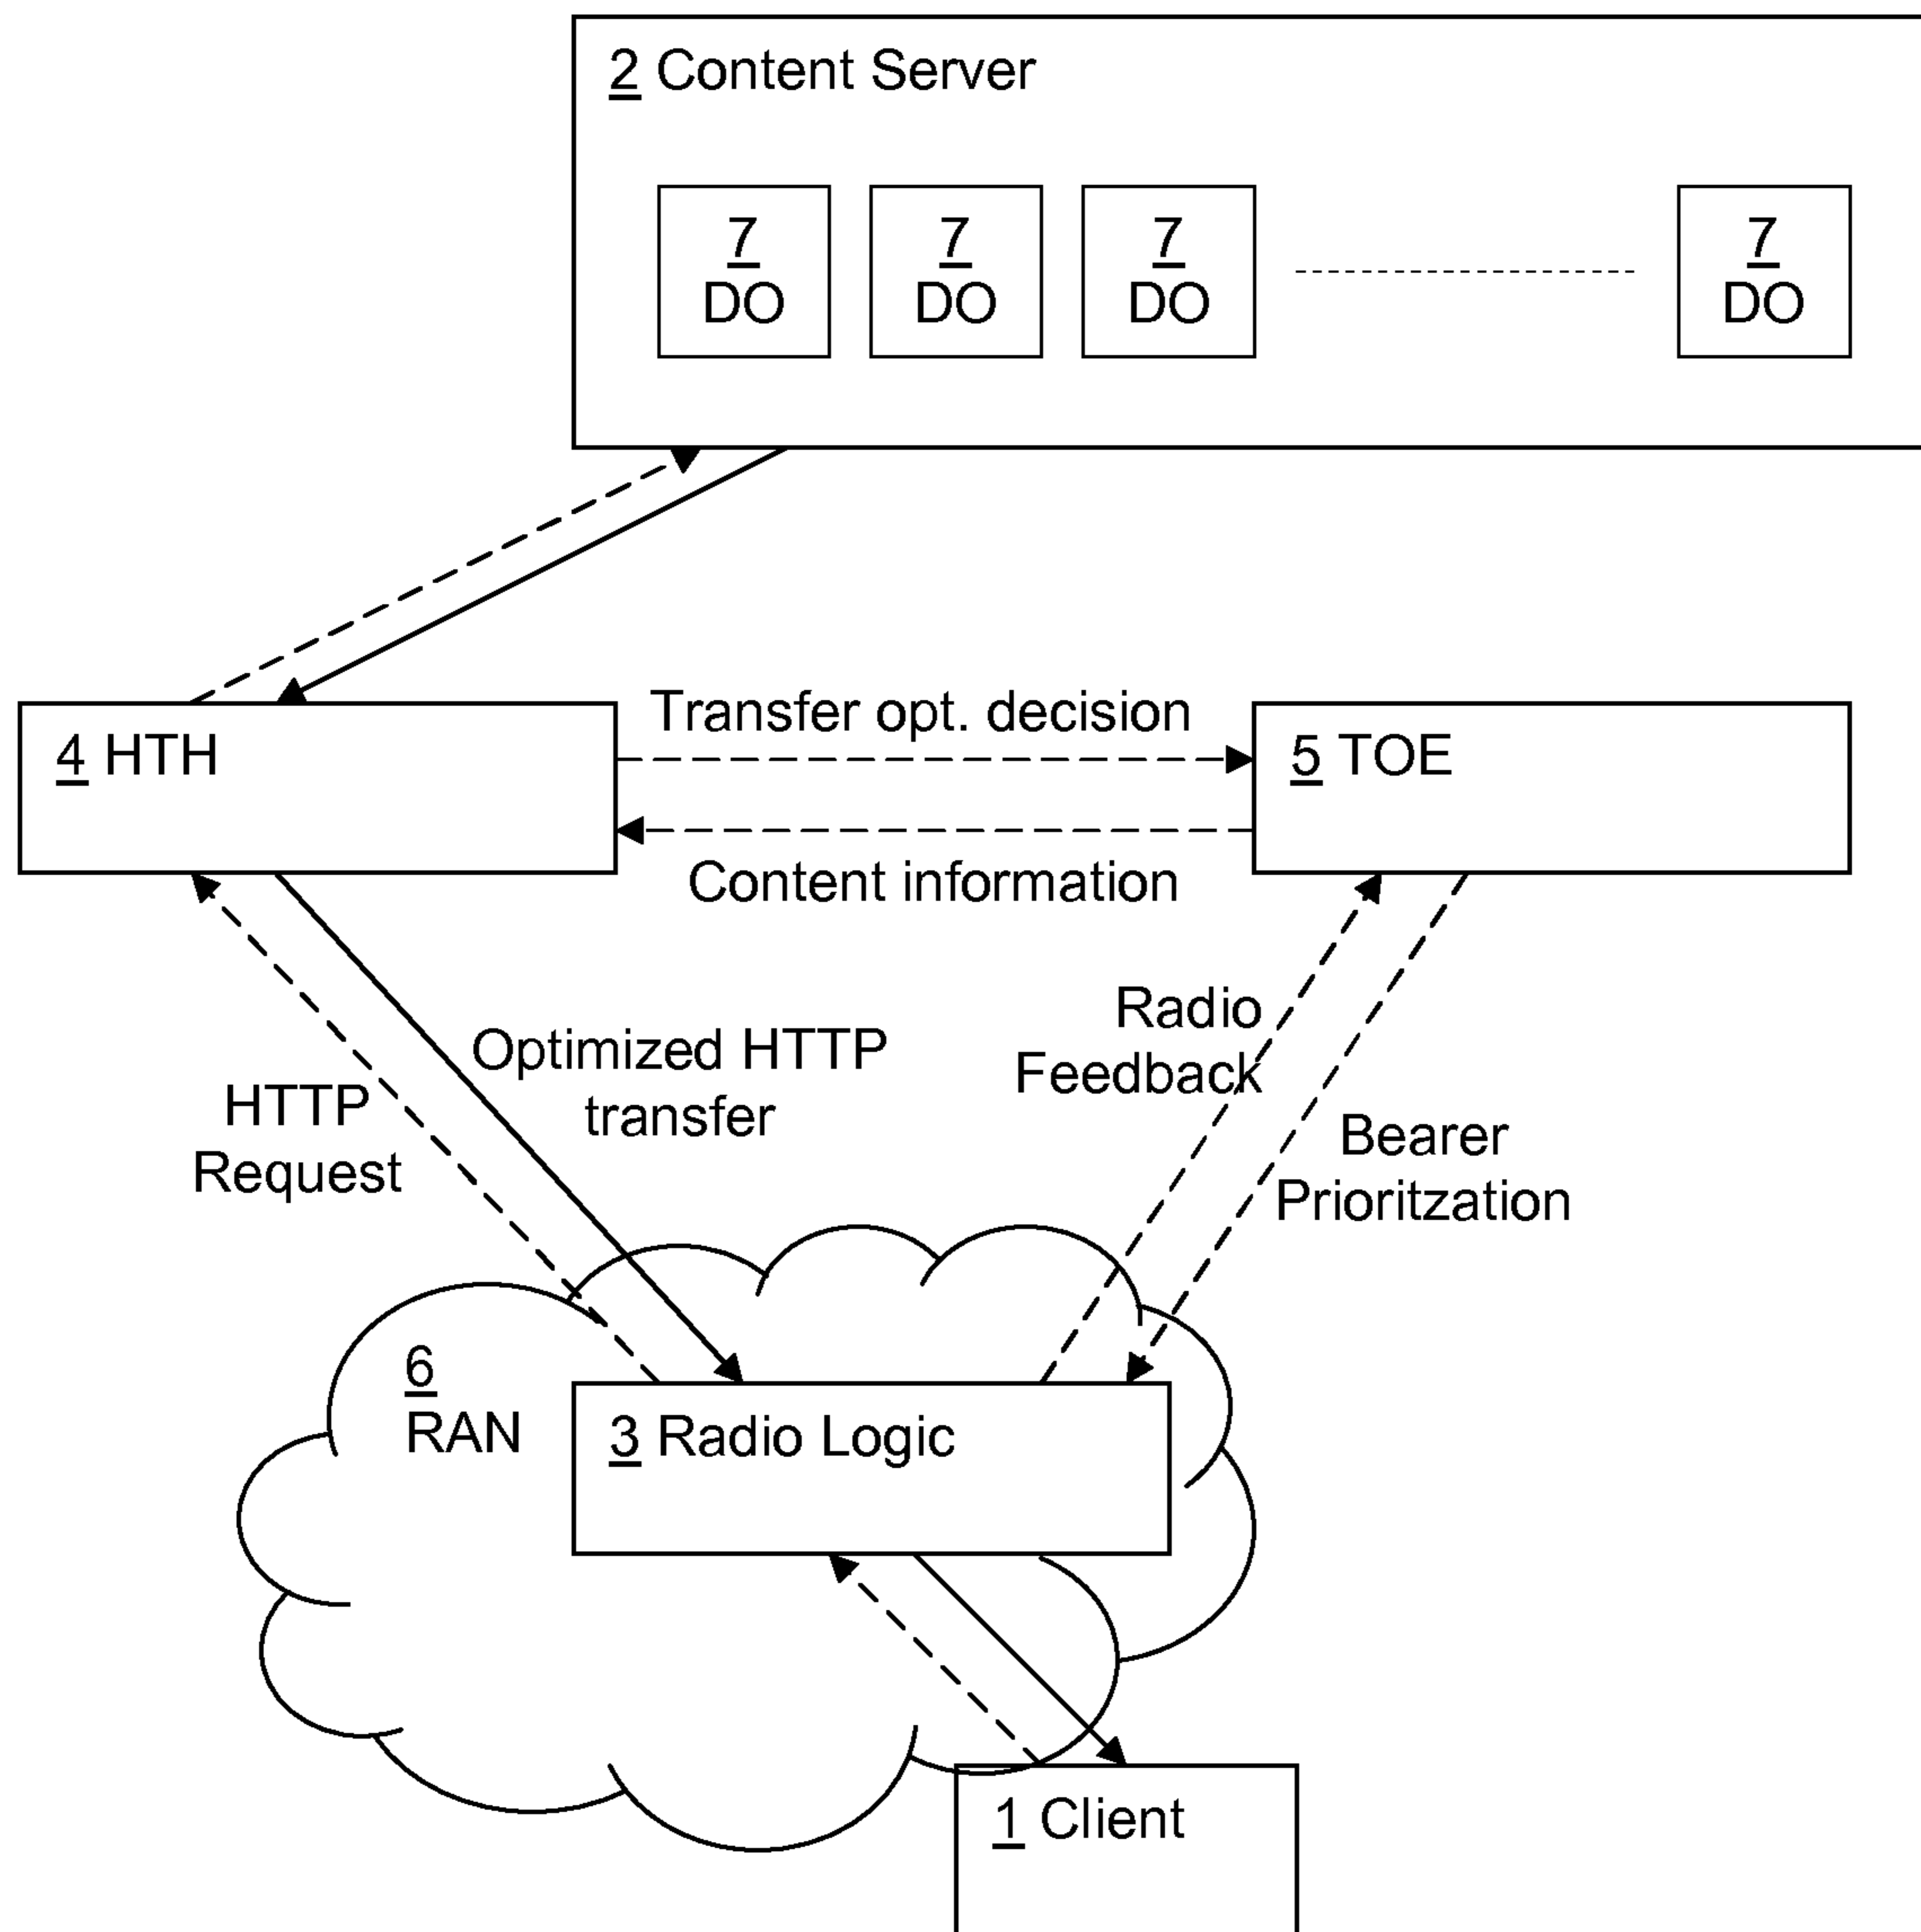 2 Content Server
7
DO
7
DO
7
DO
7
DO
Transfer opt. decision
4 HTH
5 TOE
Content information
Radio
Feedback
Optimized HTTP
transfer
HTTP
Request
Bearer
Prioritzation
6
RAN
3 Radio Logic
1 Client